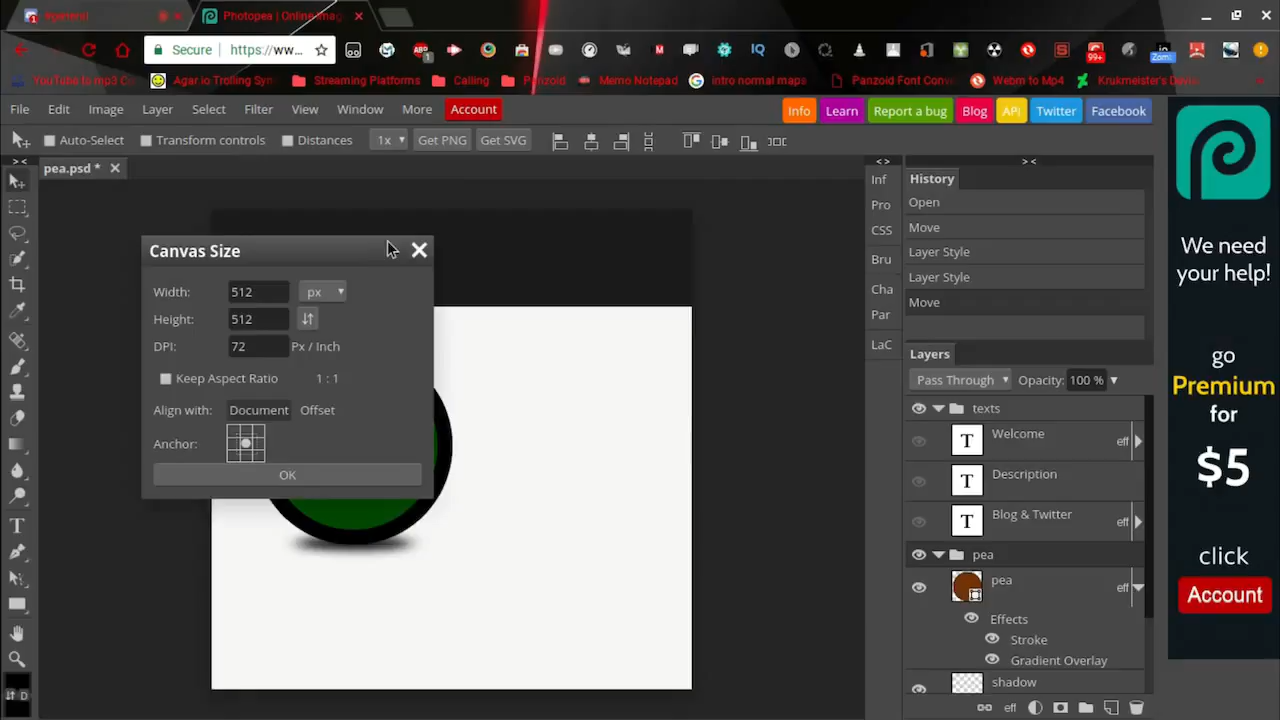 Photopea | Online Imag
Secure https://www...
ABP 1 M IQ S 99+ Zami
YouTube to mp3 Co Agar.io Trolling Syn Streaming Platforms Calling Panzoid Memo Notepad intro normal maps Panzoid Font Conv Webm to Mp4 Krukmeister's Devia
File Edit Image Layer Select Filter View Window More Account Info Learn Report a bug Blog API Twitter Facebook
Auto-Select Transform controls Distances 1x Get PNG Get SVG
pea.psd *
Canvas Size
Width: 512 px
Height: 512
DPI: 72 Px / Inch
Keep Aspect Ratio 1 : 1
Align with: Document Offset
Anchor:
OK
Inf
Pro
CSS
Bru
Cha
Par
LaC
History
Open
Move
Layer Style
Layer Style
Move
Layers
Pass Through Opacity: 100 %
texts
T Welcome eff
T Description
T Blog & Twitter eff
pea
pea eff
Effects
Stroke
Gradient Overlay
shadow
eff
T
D
We need
your help!
go
Premium
for
$5
click
Account